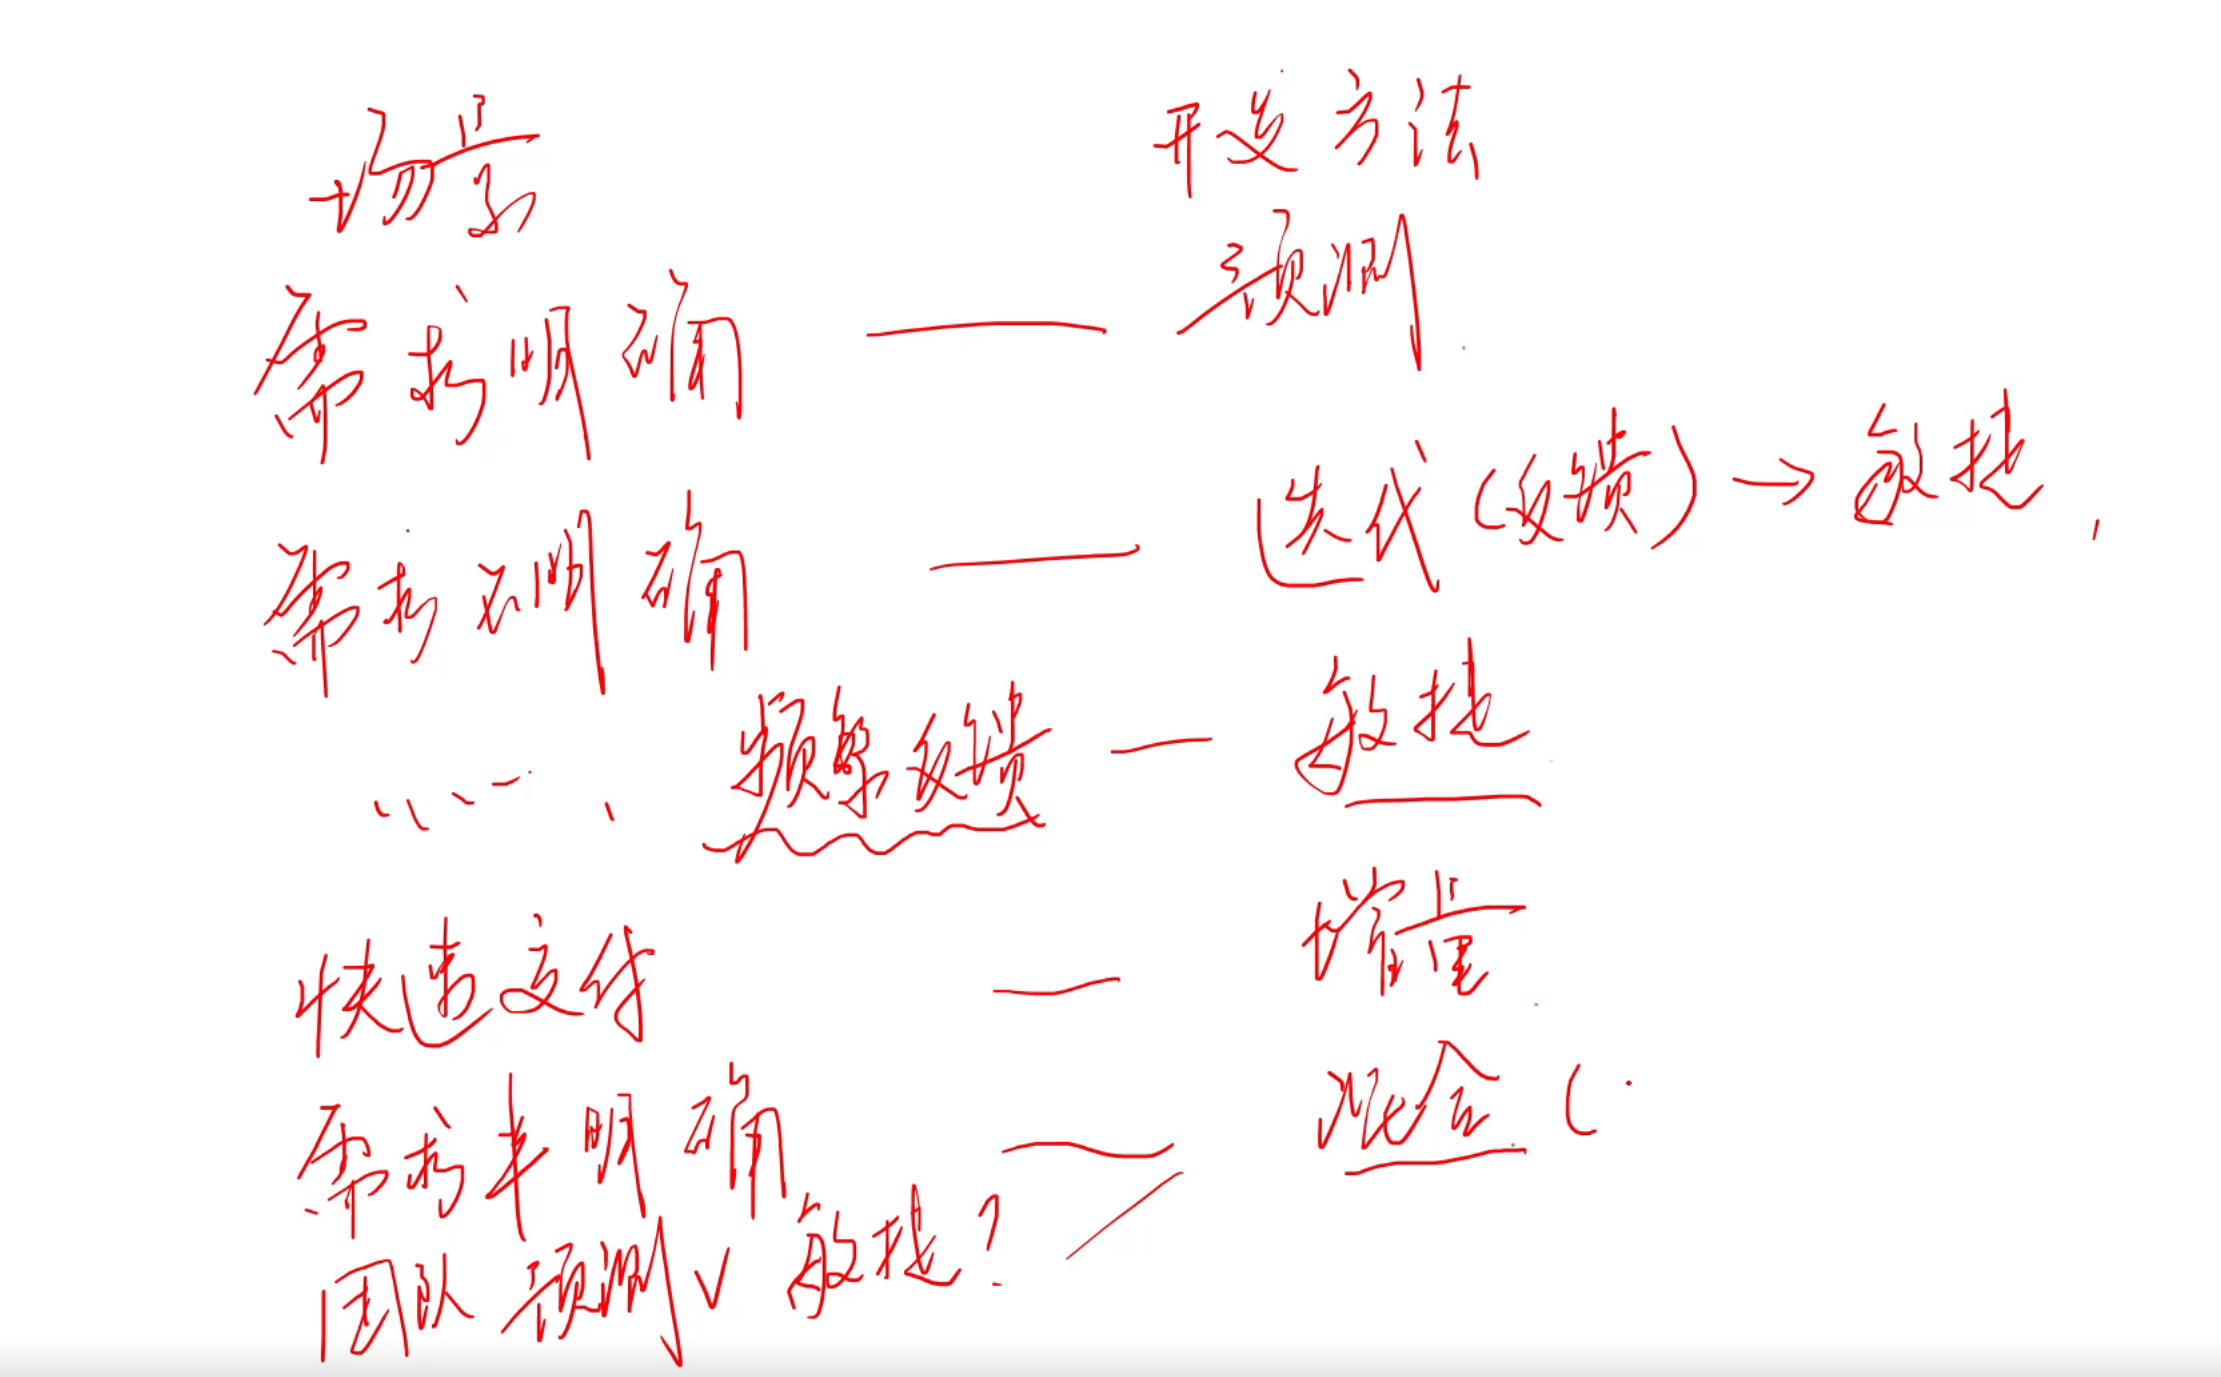 场景 开发方法
需求明确 —— 预测
需求不明确 —— 迭代(反馈) → 敏捷,
、、、、、、 频繁反馈 — 敏捷
快速交付 — 增量
需求半明确 — 混合 (
团队 预测✓ 敏捷?